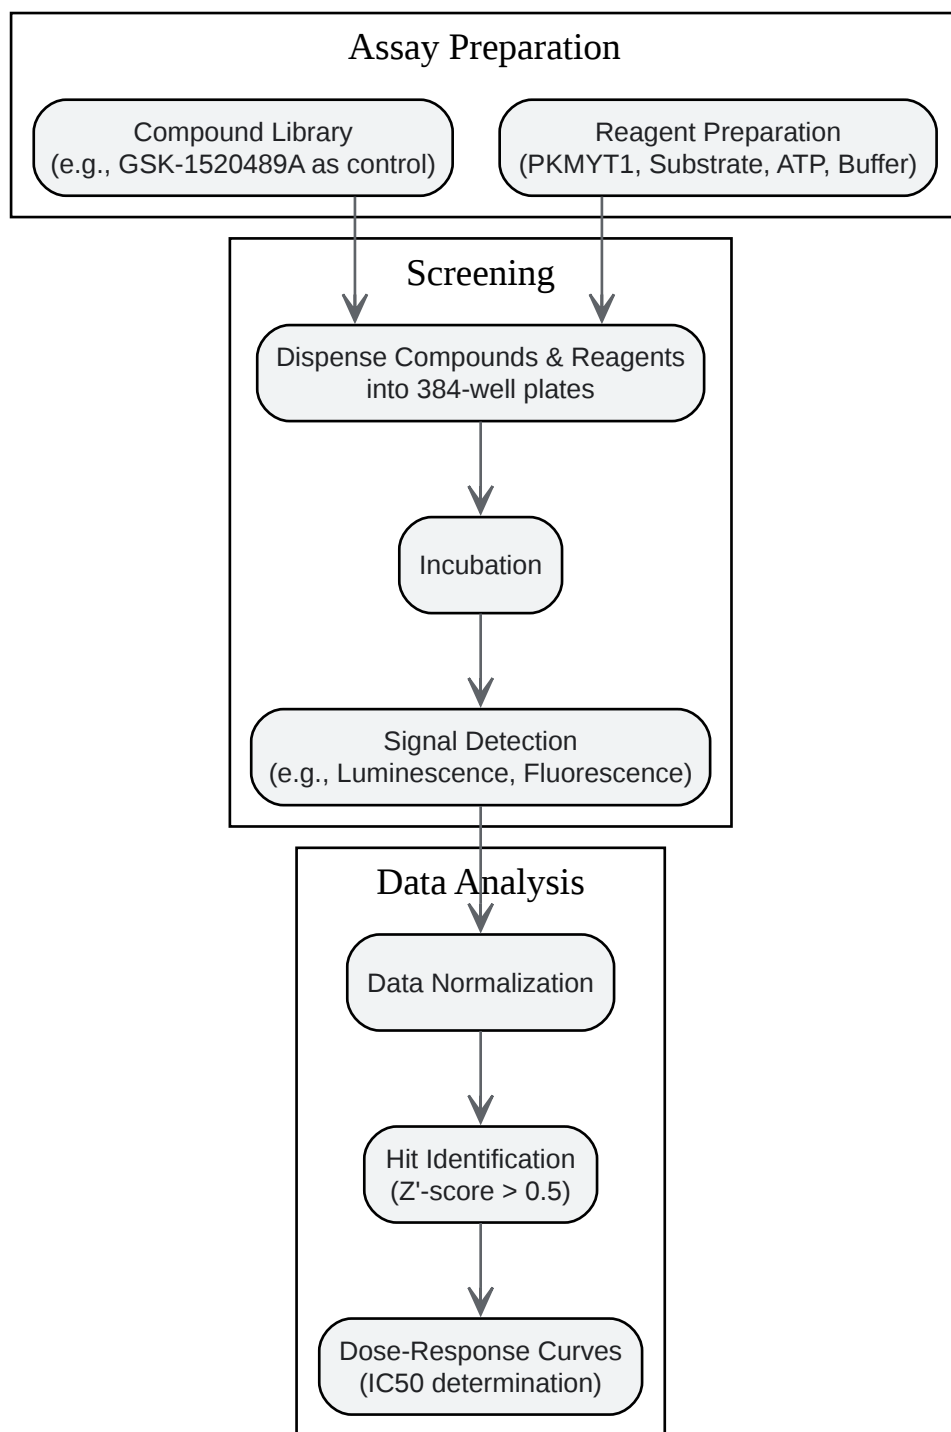 Assay Preparation
Compound Library
(e.g., GSK-1520489A as control)
Reagent Preparation
(PKMYT1, Substrate, ATP, Buffer)
Screening
Dispense Compounds & Reagents
into 384-well plates
Incubation
Signal Detection
(e.g., Luminescence, Fluorescence)
Data Analysis
Data Normalization
Hit Identification
(Z'-score > 0.5)
Dose-Response Curves
(IC50 determination)